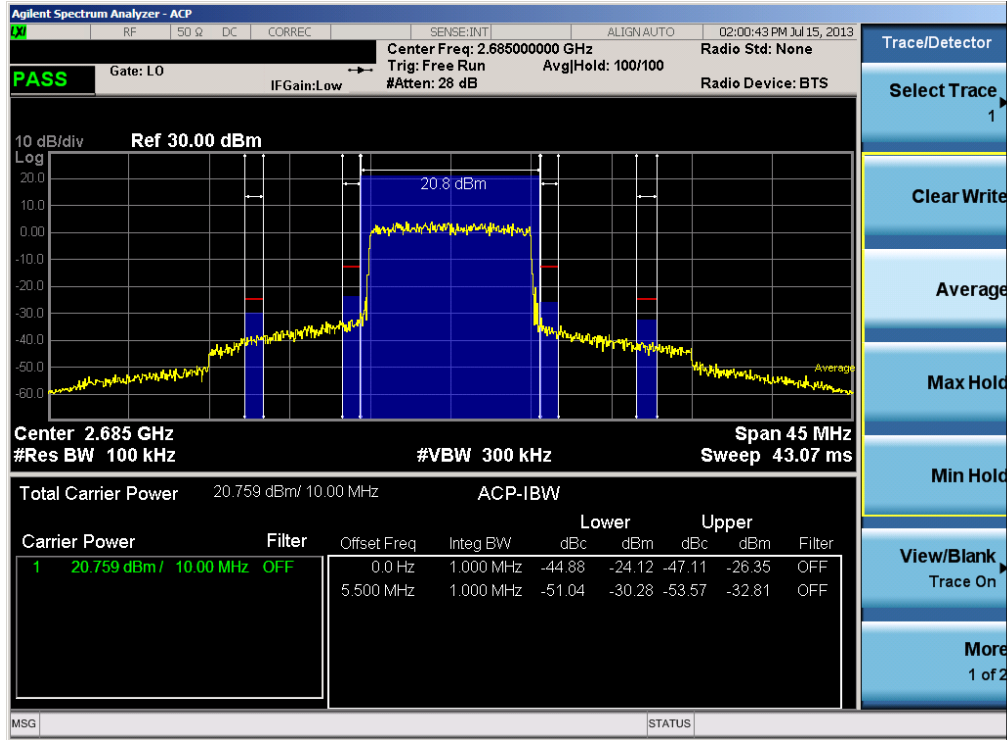 Agilent Spectrum Analyzer - ACP
LXI RF 50 Ω DC CORREC SENSE:INT ALIGN AUTO 02:00:43 PM Jul 15, 2013
Center Freq: 2.685000000 GHz Radio Std: None
PASS Gate: LO Trig: Free Run Avg|Hold: 100/100
IFGain:Low #Atten: 28 dB Radio Device: BTS
10 dB/div Ref 30.00 dBm
Log
20.0
10.0
0.00
-10.0
-20.0
-30.0
-40.0
-50.0
-60.0
20.8 dBm
Average
Center 2.685 GHz Span 45 MHz
#Res BW 100 kHz #VBW 300 kHz Sweep 43.07 ms
Total Carrier Power 20.759 dBm/ 10.00 MHz ACP-IBW
Lower Upper
Carrier Power Filter Offset Freq Integ BW dBc dBm dBc dBm Filter
1 20.759 dBm / 10.00 MHz OFF 0.0 Hz 1.000 MHz -44.88 -24.12 -47.11 -26.35 OFF
5.500 MHz 1.000 MHz -51.04 -30.28 -53.57 -32.81 OFF
MSG STATUS
Trace/Detector
Select Trace
1
Clear Write
Average
Max Hold
Min Hold
View/Blank
Trace On
More
1 of 2